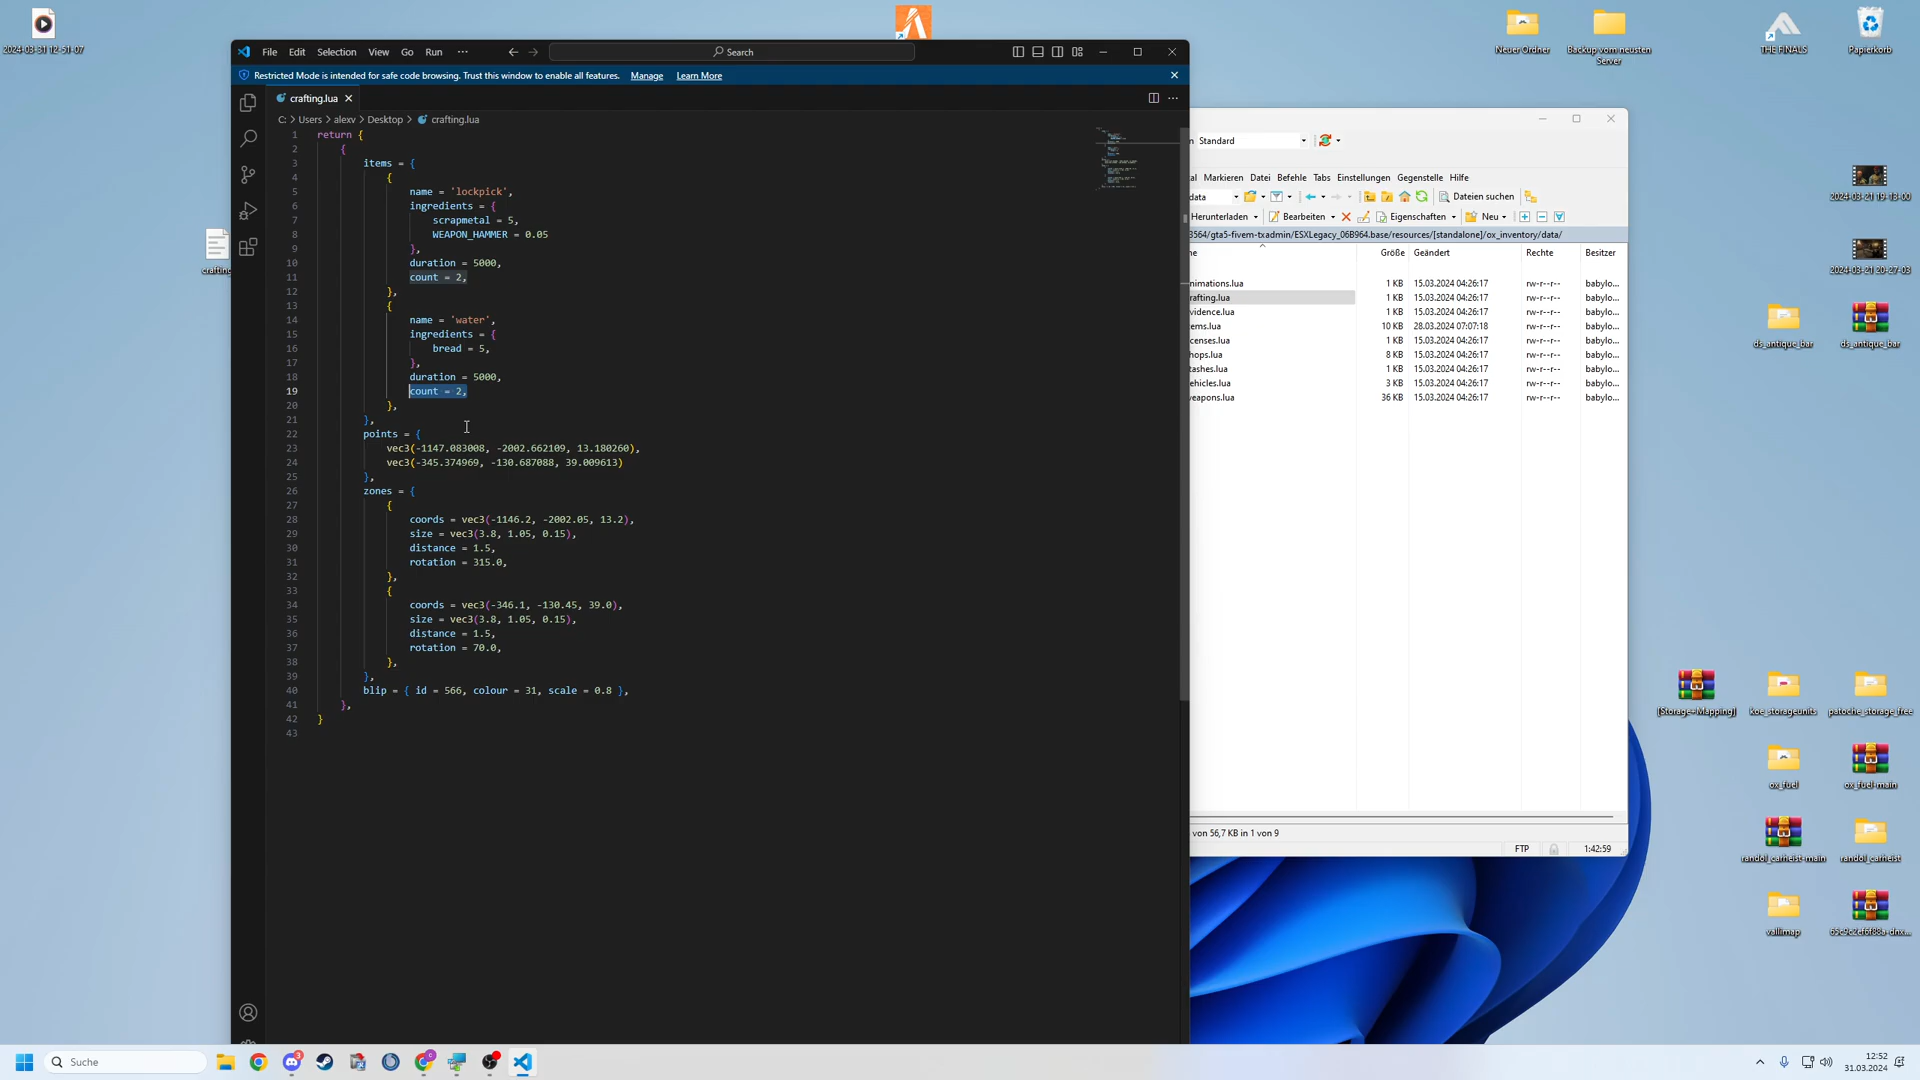 2024-03-31 12-51-07
Neuer Ordner
Backup vom neusten Server
THE FINALS
Papierkorb
File Edit Selection View Go Run ··· Search
Restricted Mode is intended for safe code browsing. Trust this window to enable all features. Manage Learn More
crafting.lua
C: > Users > alexv > Desktop > crafting.lua
1 return {
2 {
3 items = {
4 {
5 name = 'lockpick',
6 ingredients = {
7 scrapmetal = 5,
8 WEAPON_HAMMER = 0.05
9 },
10 duration = 5000,
11 count = 2,
12 },
13 {
14 name = 'water',
15 ingredients = {
16 bread = 5,
17 },
18 duration = 5000,
19 count = 2,
20 },
21 },
22 points = {
23 vec3(-1147.083008, -2002.662109, 13.180260),
24 vec3(-345.374969, -130.687088, 39.009613)
25 },
26 zones = {
27 {
28 coords = vec3(-1146.2, -2002.05, 13.2),
29 size = vec3(3.8, 1.05, 0.15),
30 distance = 1.5,
31 rotation = 315.0,
32 },
33 {
34 coords = vec3(-346.1, -130.45, 39.0),
35 size = vec3(3.8, 1.05, 0.15),
36 distance = 1.5,
37 rotation = 70.0,
38 },
39 },
40 blip = { id = 566, colour = 31, scale = 0.8 },
41 },
42 }
43
crafting
n Standard
al Markieren Datei Befehle Tabs Einstellungen Gegenstelle Hilfe
data Dateien suchen
Herunterladen Bearbeiten Eigenschaften Neu
3564/gta5-fivem-txadmin/ESXLegacy_06B964.base/resources/[standalone]/ox_inventory/data/
ne Größe Geändert Rechte Besitzer
nimations.lua 1 KB 15.03.2024 04:26:17 rw-r--r-- babylo...
rafting.lua 1 KB 15.03.2024 04:26:17 rw-r--r-- babylo...
vidence.lua 1 KB 15.03.2024 04:26:17 rw-r--r-- babylo...
ems.lua 10 KB 28.03.2024 07:07:18 rw-r--r-- babylo...
censes.lua 1 KB 15.03.2024 04:26:17 rw-r--r-- babylo...
hops.lua 8 KB 15.03.2024 04:26:17 rw-r--r-- babylo...
tashes.lua 1 KB 15.03.2024 04:26:17 rw-r--r-- babylo...
ehicles.lua 3 KB 15.03.2024 04:26:17 rw-r--r-- babylo...
veapons.lua 36 KB 15.03.2024 04:26:17 rw-r--r-- babylo...
von 56,7 KB in 1 von 9
FTP 1:42:59
2024-03-21 19-13-00
2024-03-21 20-27-03
ds_antique_bar
ds_antique_bar
[Storage+Mapping]
koe_storageunits
patoche_storage_free
ox_fuel
ox_fuel-main
randol_carheist-main
randol_carheist
vallimap
Suche
3
12:52
31.03.2024